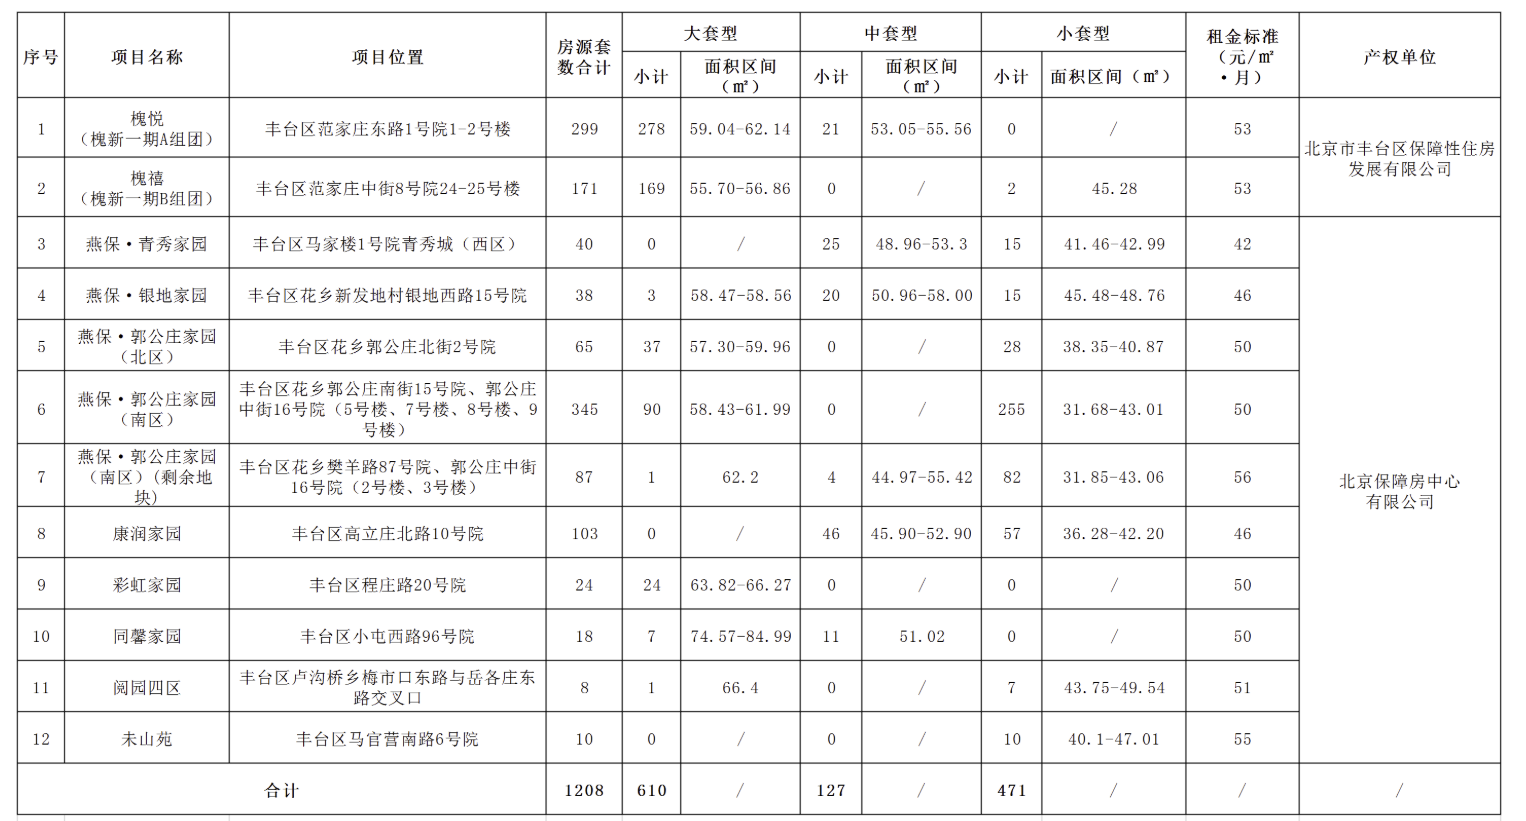 序号 项目名称 项目位置 房源套数合计 大套型 中套型 小套型 租金标准（元/㎡·月） 产权单位
小计 面积区间（㎡） 小计 面积区间（㎡） 小计 面积区间（㎡）
1 槐悦（槐新一期A组团） 丰台区范家庄东路1号院1-2号楼 299 278 59.04-62.14 21 53.05-55.56 0 / 53 北京市丰台区保障性住房发展有限公司
2 槐禧（槐新一期B组团） 丰台区范家庄中街8号院24-25号楼 171 169 55.70-56.86 0 / 2 45.28 53
3 燕保·青秀家园 丰台区马家楼1号院青秀城（西区） 40 0 / 25 48.96-53.3 15 41.46-42.99 42 北京保障房中心有限公司
4 燕保·银地家园 丰台区花乡新发地村银地西路15号院 38 3 58.47-58.56 20 50.96-58.00 15 45.48-48.76 46
5 燕保·郭公庄家园（北区） 丰台区花乡郭公庄北街2号院 65 37 57.30-59.96 0 / 28 38.35-40.87 50
6 燕保·郭公庄家园（南区） 丰台区花乡郭公庄南街15号院、郭公庄中街16号院（5号楼、7号楼、8号楼、9号楼） 345 90 58.43-61.99 0 / 255 31.68-43.01 50
7 燕保·郭公庄家园（南区）(剩余地块) 丰台区花乡樊羊路87号院、郭公庄中街16号院（2号楼、3号楼） 87 1 62.2 4 44.97-55.42 82 31.85-43.06 56
8 康润家园 丰台区高立庄北路10号院 103 0 / 46 45.90-52.90 57 36.28-42.20 46
9 彩虹家园 丰台区程庄路20号院 24 24 63.82-66.27 0 / 0 / 50
10 同馨家园 丰台区小屯西路96号院 18 7 74.57-84.99 11 51.02 0 / 50
11 阅园四区 丰台区卢沟桥乡梅市口东路与岳各庄东路交叉口 8 1 66.4 0 / 7 43.75-49.54 51
12 未山苑 丰台区马官营南路6号院 10 0 / 0 / 10 40.1-47.01 55
合计 1208 610 / 127 / 471 / / /